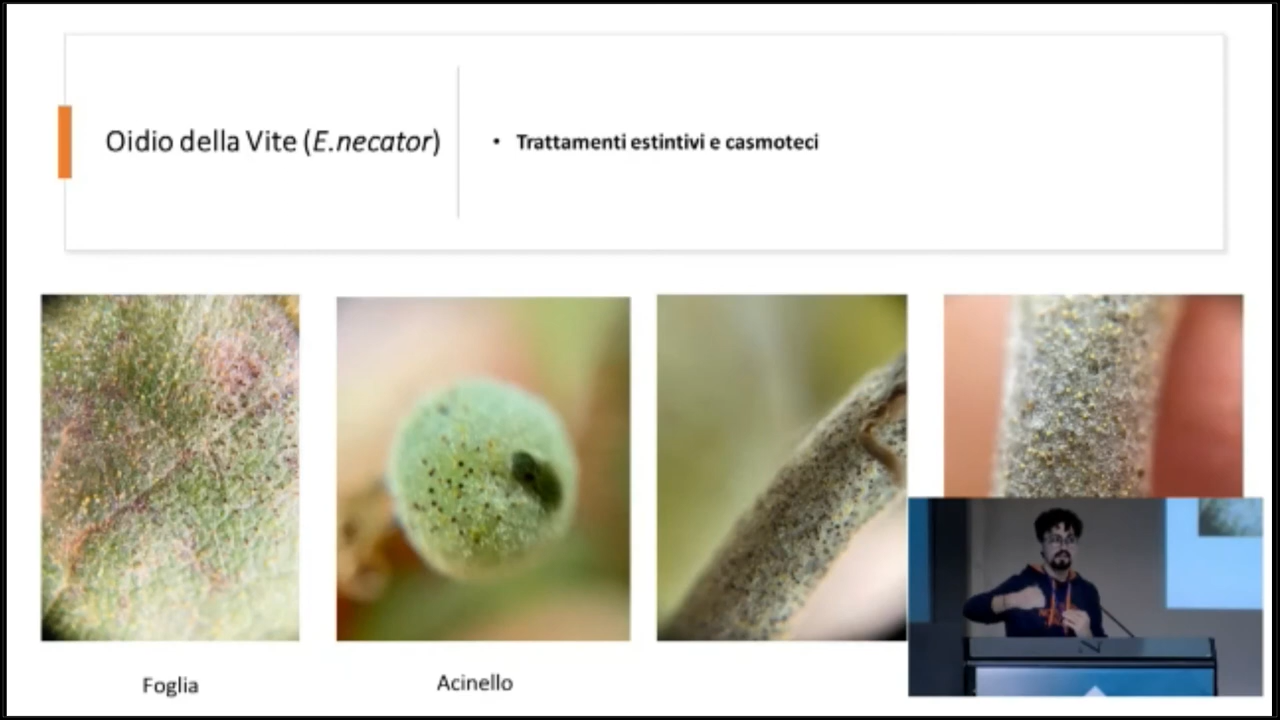 Oidio della Vite (E.necator)
• Trattamenti estintivi e casmoteci
Foglia
Acinello